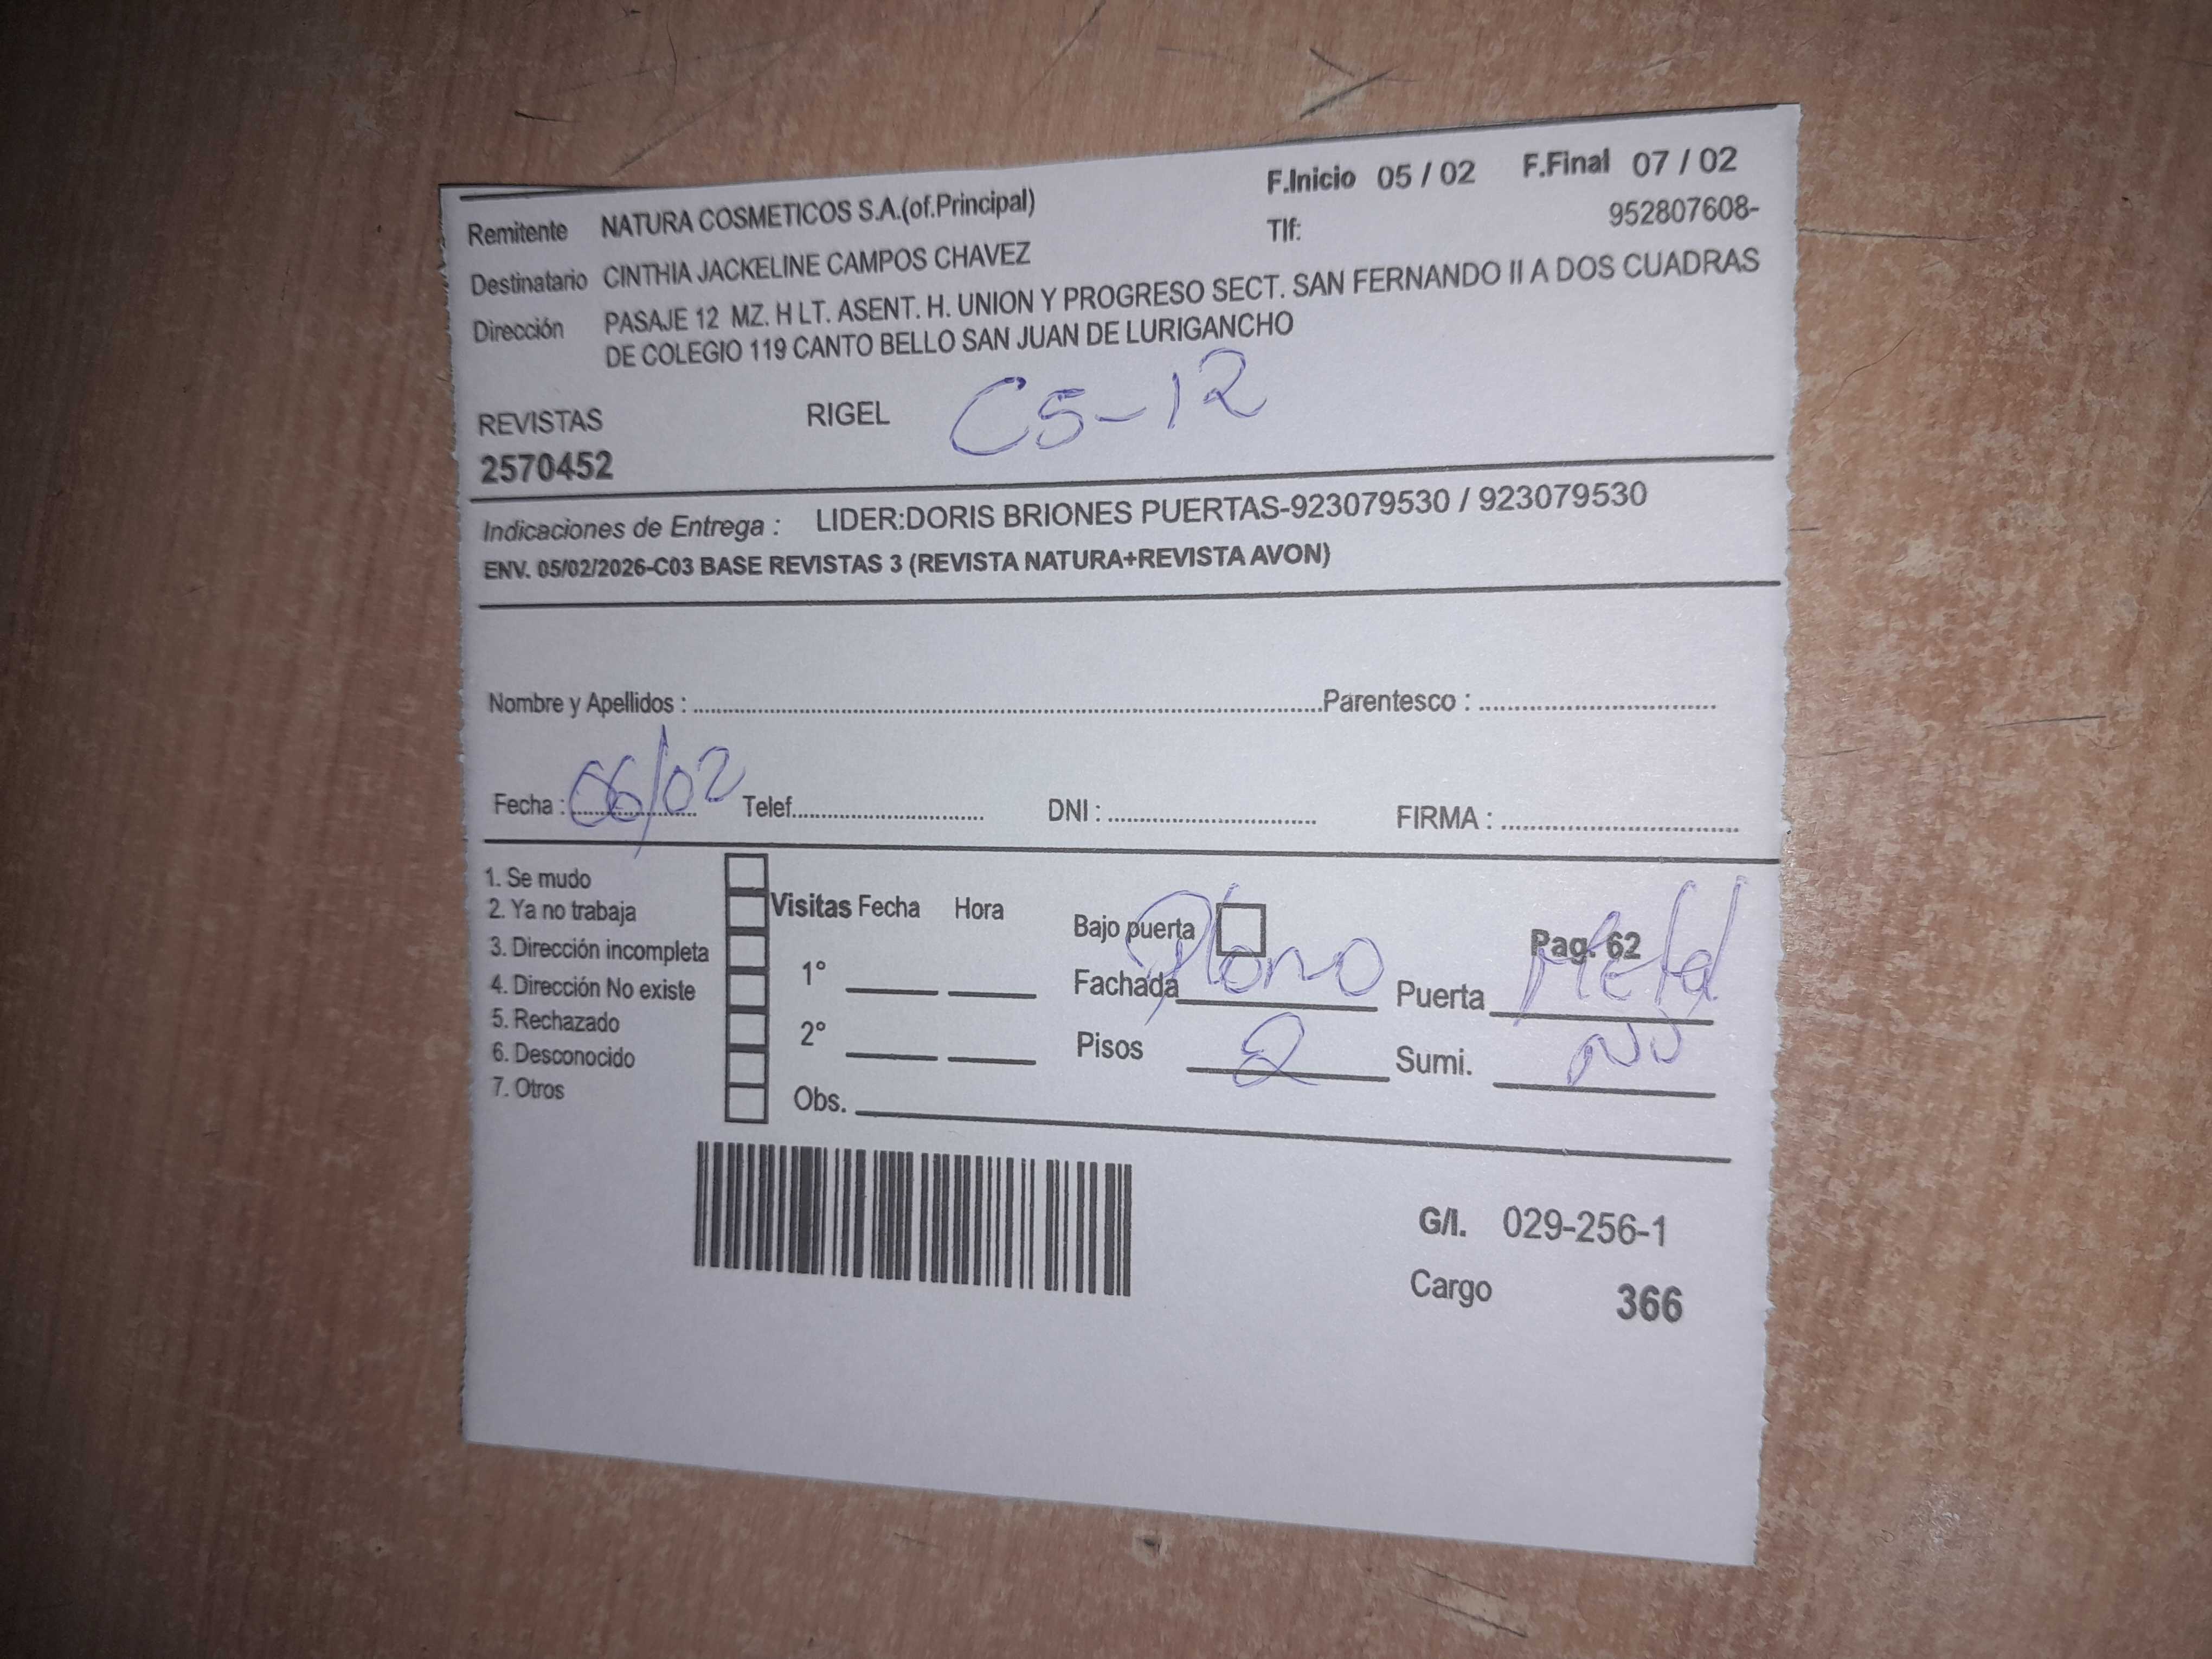 F.Inicio 05 / 02 F.Final 07 / 02
Remitente NATURA COSMETICOS S.A.(of.Principal) Tlf: 952807608-
Destinatario CINTHIA JACKELINE CAMPOS CHAVEZ
Dirección PASAJE 12 MZ. H LT. ASENT. H. UNION Y PROGRESO SECT. SAN FERNANDO II A DOS CUADRAS
DE COLEGIO 119 CANTO BELLO SAN JUAN DE LURIGANCHO
REVISTAS RIGEL C5-12
2570452
Indicaciones de Entrega : LIDER:DORIS BRIONES PUERTAS-923079530 / 923079530
ENV. 05/02/2026-C03 BASE REVISTAS 3 (REVISTA NATURA+REVISTA AVON)
Nombre y Apellidos : Parentesco :
Fecha : 06/02 Telef. DNI : FIRMA :
1. Se mudo
2. Ya no trabaja
3. Dirección incompleta
4. Dirección No existe
5. Rechazado
6. Desconocido
7. Otros
Visitas Fecha Hora
1°
2°
Obs.
Bajo puerta Pag. 62
Fachada Plomo Puerta Metal
Pisos 2 Sumi.
G/I. 029-256-1
Cargo 366